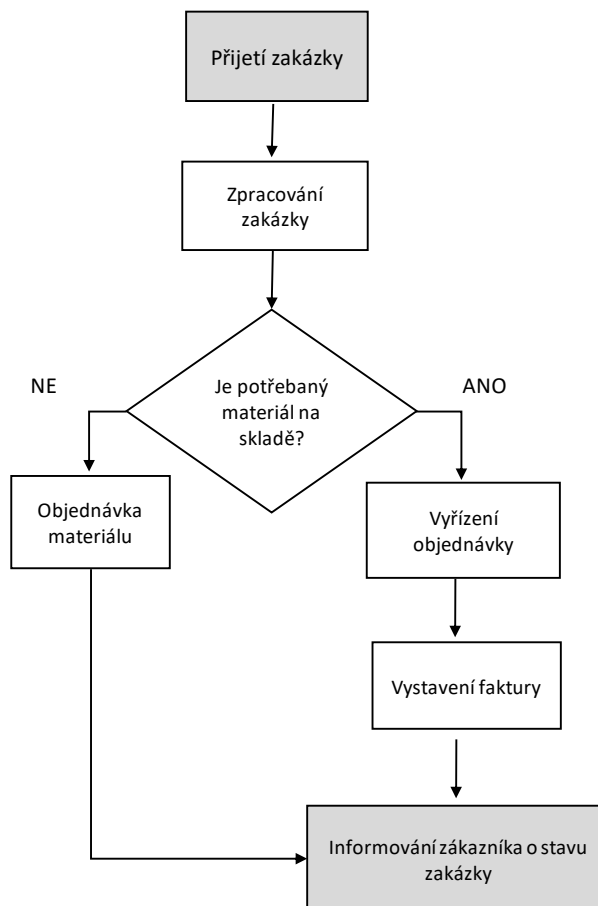 Přijetí zakázky
Zpracování
zakázky
Je potřebaný
materiál na
skladě?
NE
ANO
Objednávka
materiálu
Vyřízení
objednávky
Vystavení faktury
Informování zákazníka o stavu
zakázky